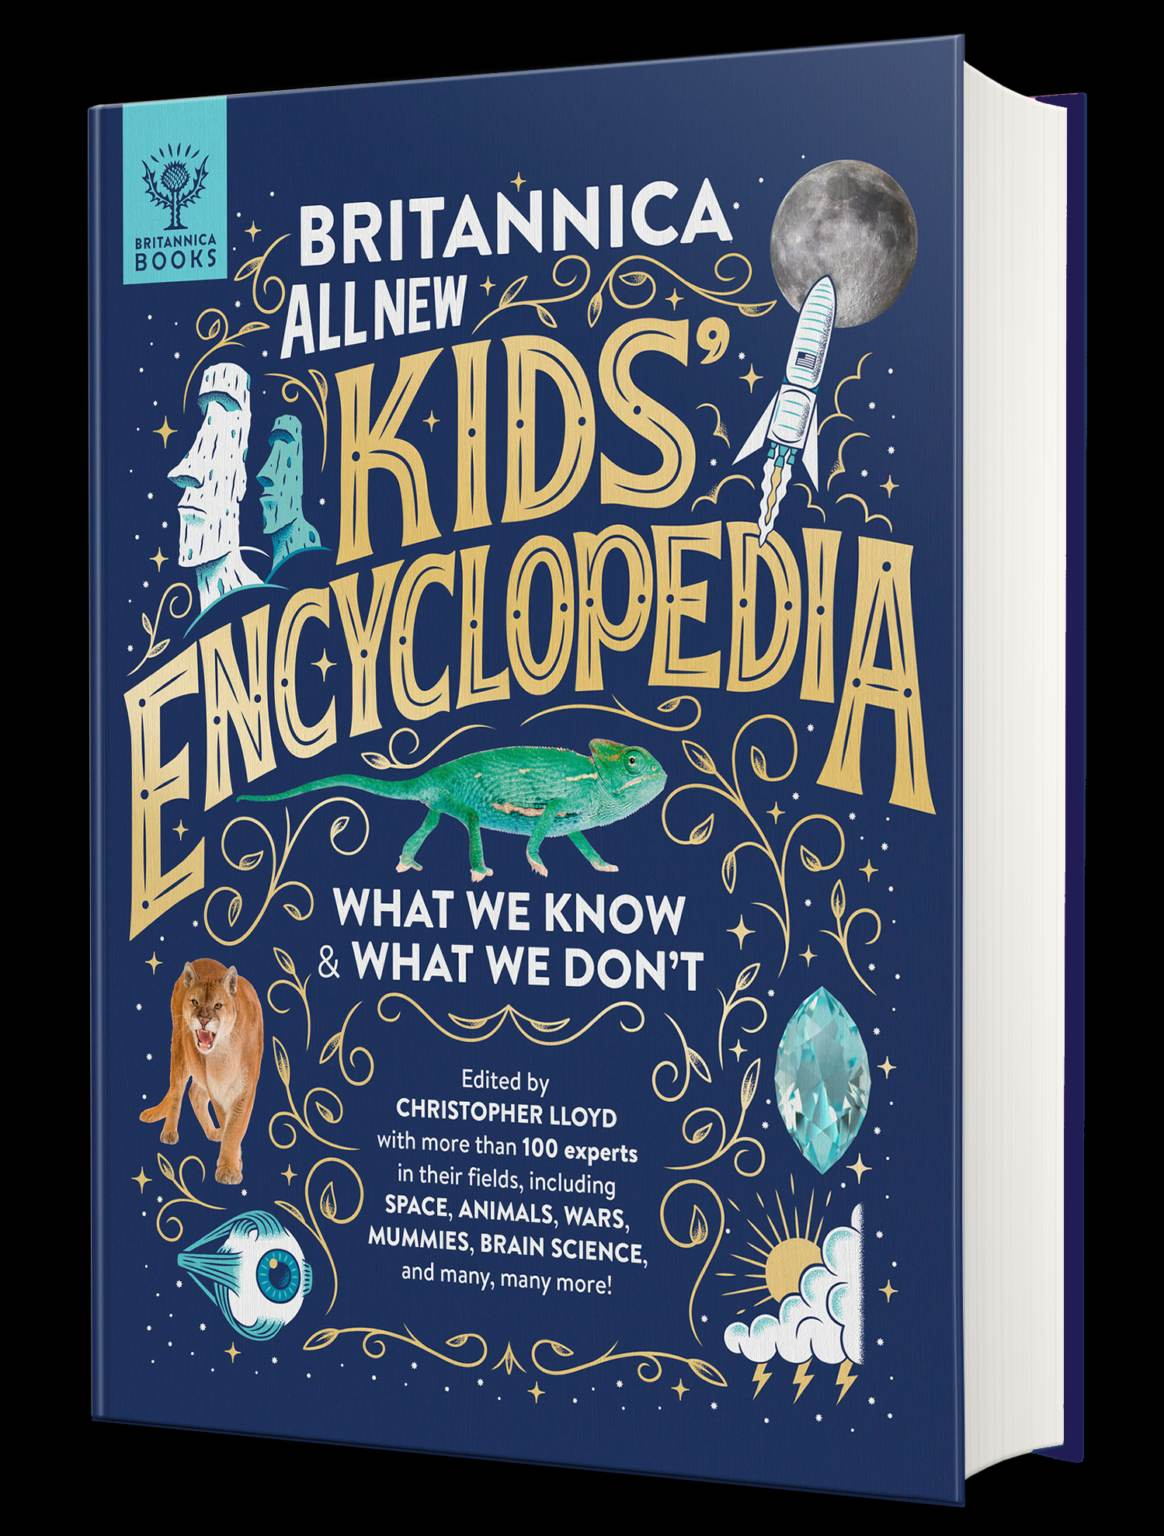 BRITANNICA
BOOKS
BRITANNICA
ALL NEW
KIDS'
ENCYCLOPEDIA
WHAT WE KNOW
& WHAT WE DON'T
Edited by
CHRISTOPHER LLOYD
with more than 100 experts
in their fields, including
SPACE, ANIMALS, WARS,
MUMMIES, BRAIN SCIENCE,
and many, many more!